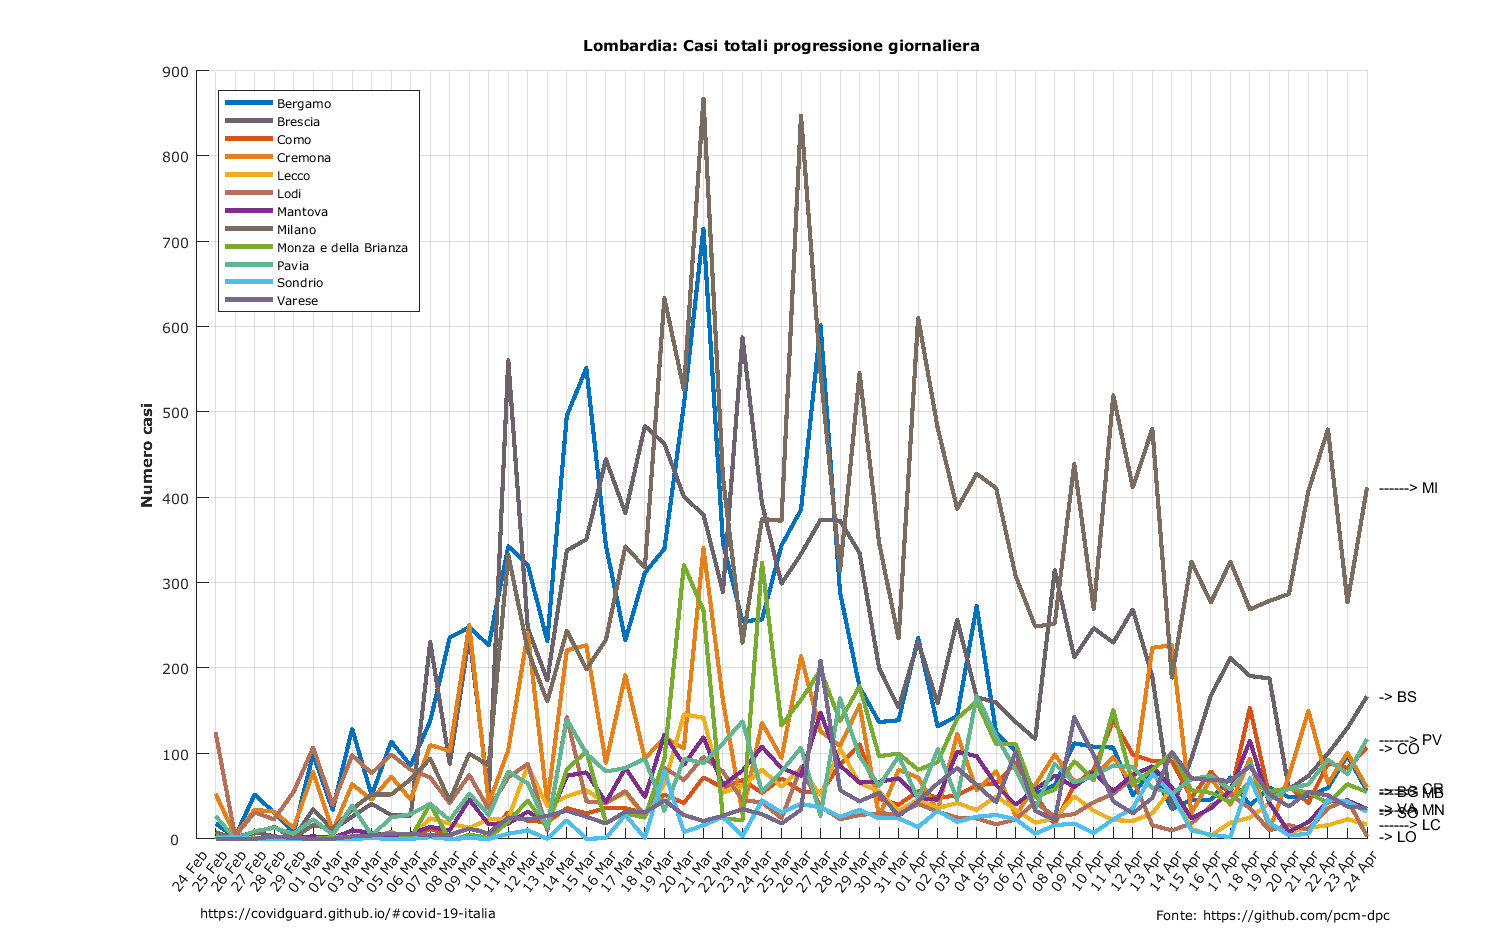 Lombardia: Casi totali progressione giornaliera
900
800
700
600
500
400
300
200
100
0
Numero casi
Bergamo
Brescia
Como
Cremona
Lecco
Lodi
Mantova
Milano
Monza e della Brianza
Pavia
Sondrio
Varese
------> MI
-> BS
------> PV
-> CO
------> CR
-> BG
MB
-> VA
MN
-> SO
------> LC
-> LO
24 Feb
25 Feb
26 Feb
27 Feb
28 Feb
29 Feb
01 Mar
02 Mar
03 Mar
04 Mar
05 Mar
06 Mar
07 Mar
08 Mar
09 Mar
10 Mar
11 Mar
12 Mar
13 Mar
14 Mar
15 Mar
16 Mar
17 Mar
18 Mar
19 Mar
20 Mar
21 Mar
22 Mar
23 Mar
24 Mar
25 Mar
26 Mar
27 Mar
28 Mar
29 Mar
30 Mar
31 Mar
01 Apr
02 Apr
03 Apr
04 Apr
05 Apr
06 Apr
07 Apr
08 Apr
09 Apr
10 Apr
11 Apr
12 Apr
13 Apr
14 Apr
15 Apr
16 Apr
17 Apr
18 Apr
19 Apr
20 Apr
21 Apr
22 Apr
23 Apr
24 Apr
https://covidguard.github.io/#covid-19-italia
Fonte: https://github.com/pcm-dpc